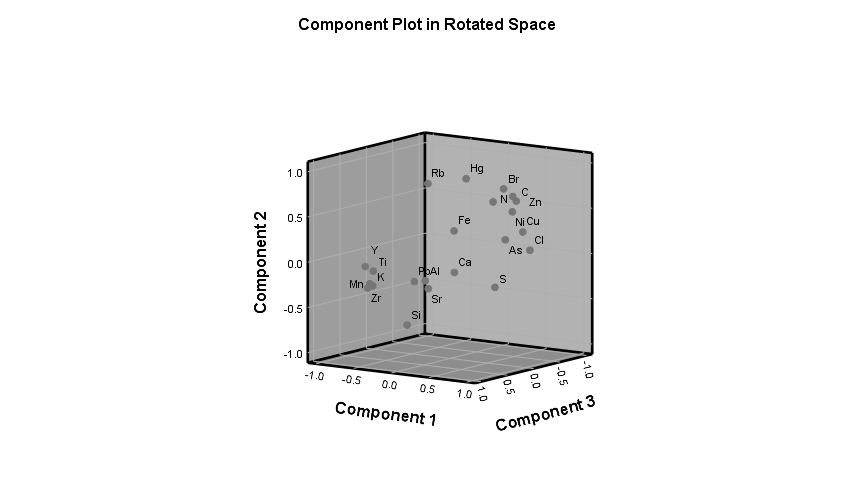 Component Plot in Rotated Space
Component 2
1.0
0.5
0.0
-0.5
-1.0
Rb
Hg
Br
C
N
Zn
Fe
Ni
Cu
Cl
As
Y
Ti
Ca
K
Pb
Al
S
Mn
Zr
Sr
Si
-1.0
-0.5
0.0
0.5
1.0
Component 1
1.0
0.5
0.0
-0.5
-1.0
Component 3